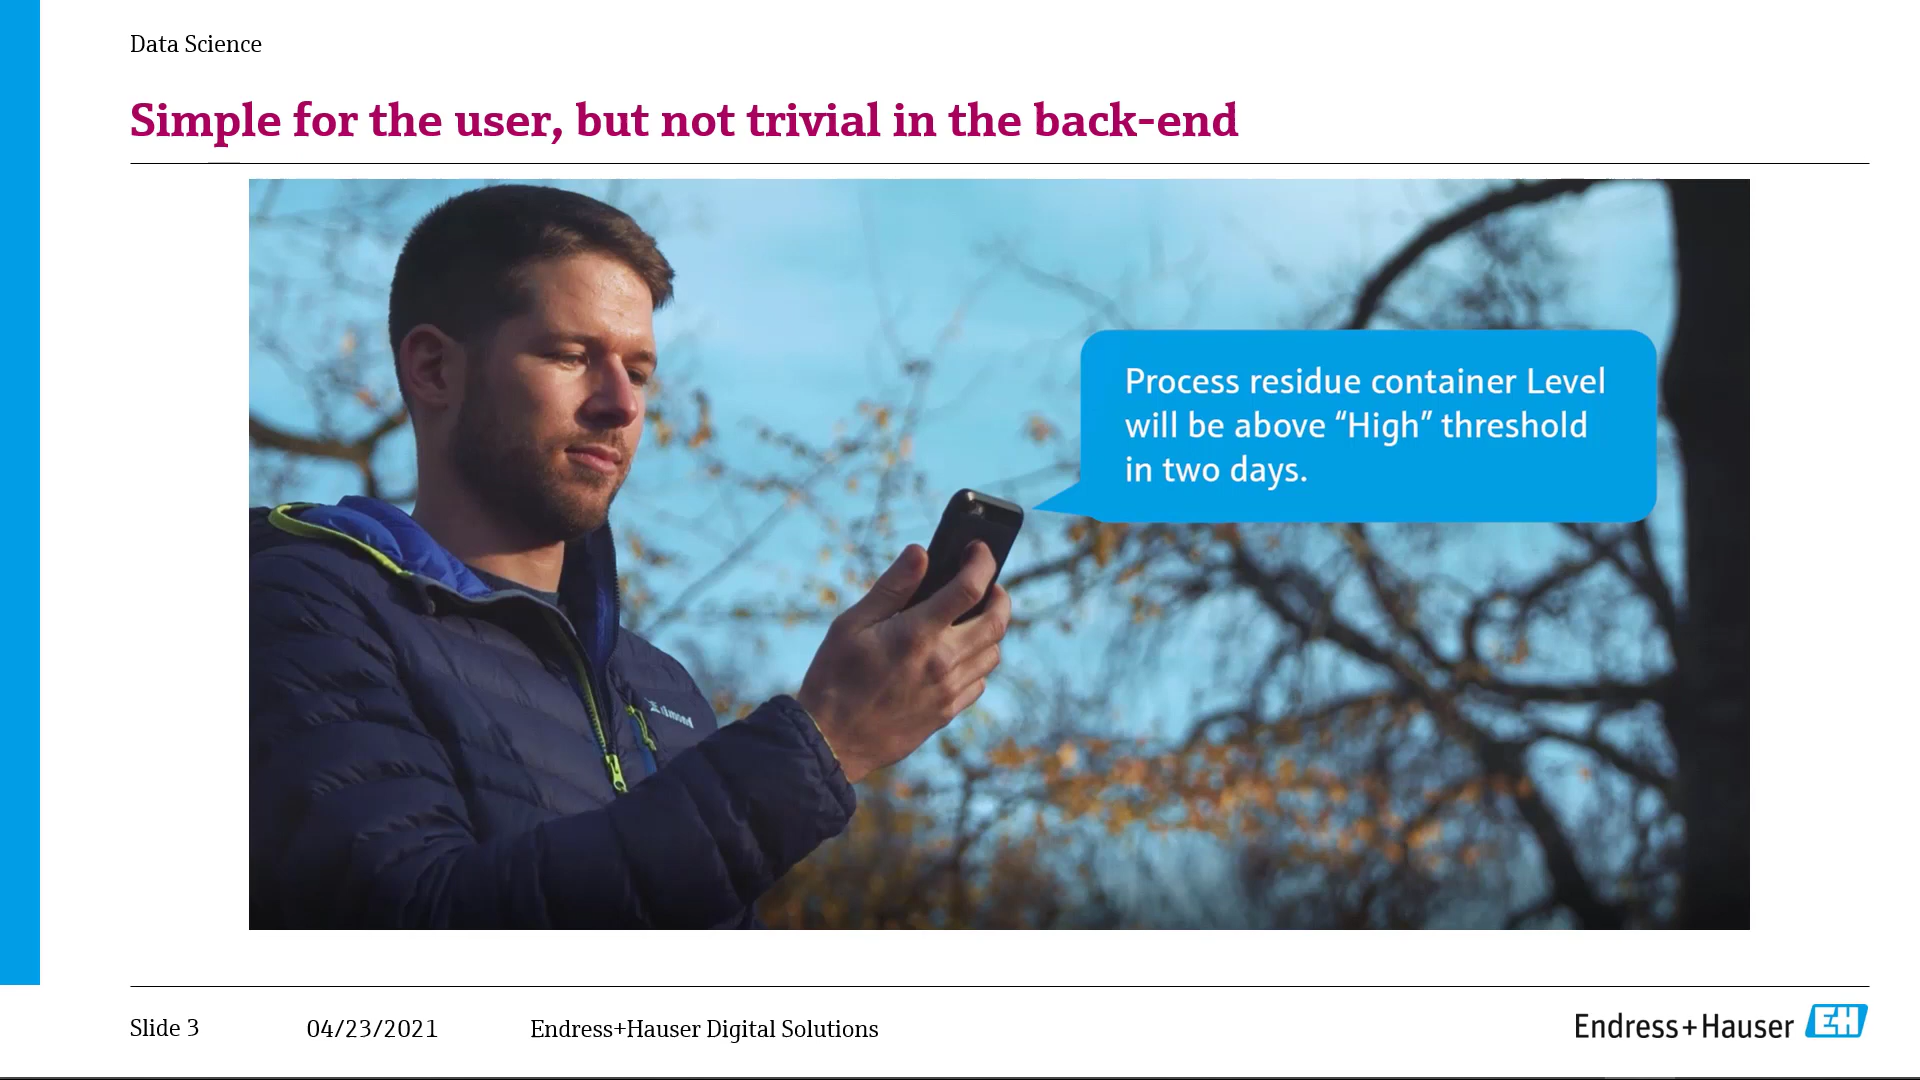 Data Science
Simple for the user, but not trivial in the back-end
Process residue container Level
will be above “High” threshold
in two days.
Slide 3
04/23/2021
Endress+Hauser Digital Solutions
Endress+Hauser EH